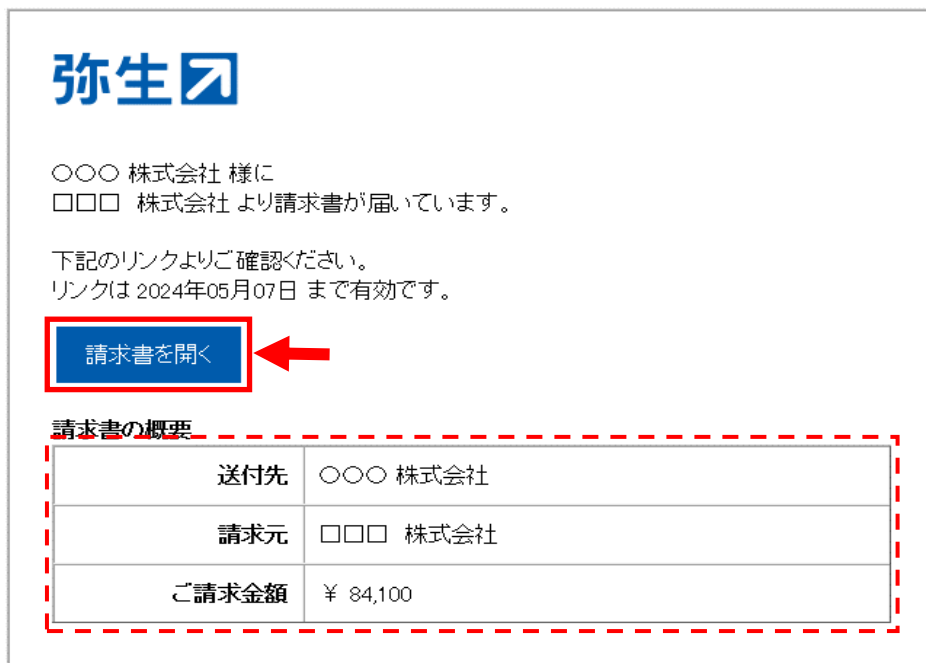 弥生
○○○ 株式会社 様に
□□□ 株式会社 より請求書が届いています。
下記のリンクよりご確認ください。
リンクは 2024年05月07日 まで有効です。
請求書を開く
請求書の概要
送付先 ○○○ 株式会社
請求元 □□□ 株式会社
ご請求金額 ¥ 84,100